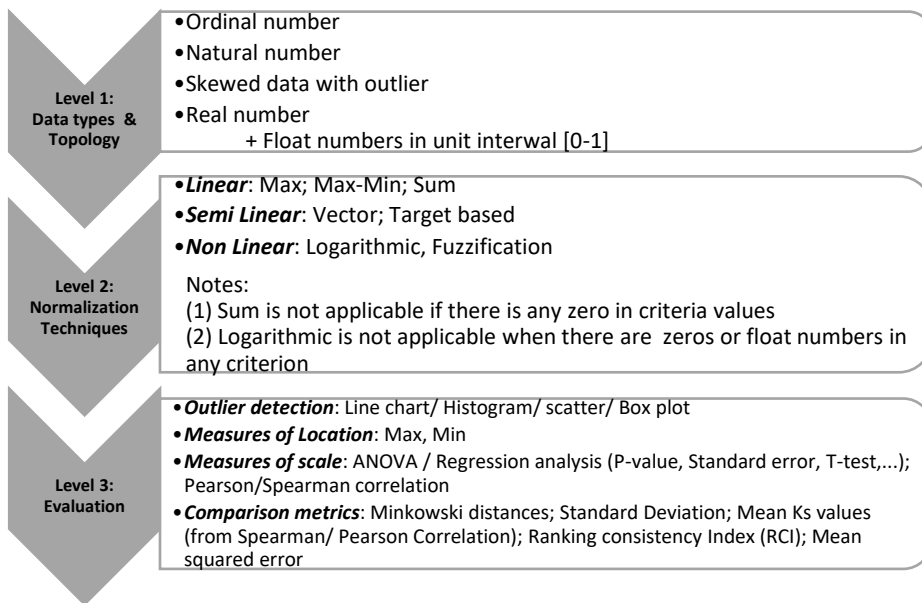 Level 1:
Data types &
Topology
•Ordinal number
•Natural number
•Skewed data with outlier
•Real number
+ Float numbers in unit interwal [0-1]
Level 2:
Normalization
Techniques
•Linear: Max; Max-Min; Sum
•Semi Linear: Vector; Target based
•Non Linear: Logarithmic, Fuzzification
Notes:
(1) Sum is not applicable if there is any zero in criteria values
(2) Logarithmic is not applicable when there are zeros or float numbers in
any criterion
Level 3:
Evaluation
•Outlier detection: Line chart/ Histogram/ scatter/ Box plot
•Measures of Location: Max, Min
•Measures of scale: ANOVA / Regression analysis (P-value, Standard error, T-test,...);
Pearson/Spearman correlation
•Comparison metrics: Minkowski distances; Standard Deviation; Mean Ks values
(from Spearman/ Pearson Correlation); Ranking consistency Index (RCI); Mean
squared error